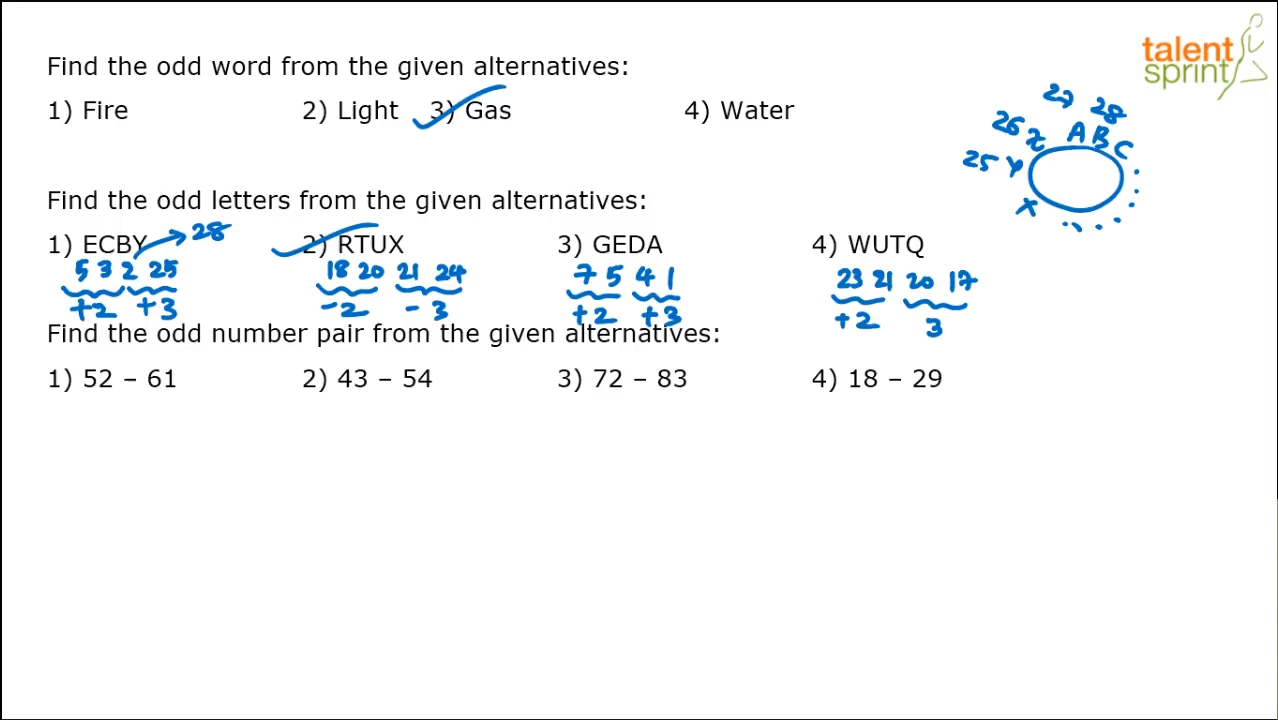 talent
sprint
Find the odd word from the given alternatives:
1) Fire 2) Light 3) Gas 4) Water
27 28
26 Z A B C
25 Y
X
Find the odd letters from the given alternatives:
28
1) ECBY 2) RTUX 3) GEDA 4) WUTQ
5 3 2 25 18 20 21 24 7 5 4 1 23 21 20 17
+2 +3 -2 -3 +2 +3 +2 3
Find the odd number pair from the given alternatives:
1) 52 – 61 2) 43 – 54 3) 72 – 83 4) 18 – 29